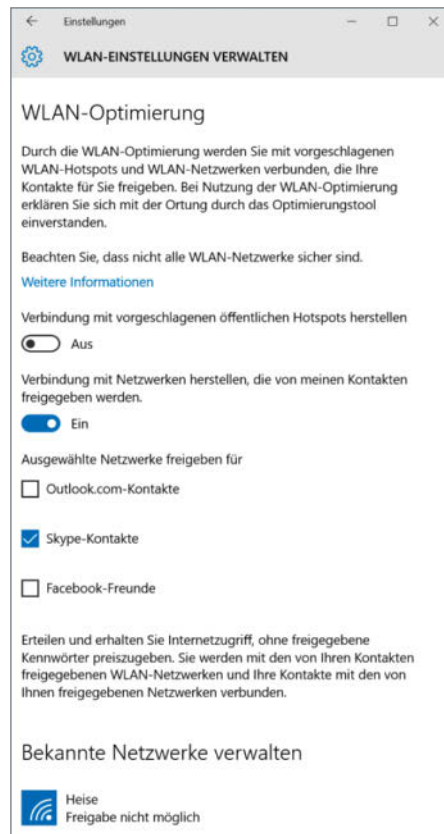 Einstellungen
WLAN-EINSTELLUNGEN VERWALTEN
WLAN-Optimierung
Durch die WLAN-Optimierung werden Sie mit vorgeschlagenen
WLAN-Hotspots und WLAN-Netzwerken verbunden, die Ihre
Kontakte für Sie freigeben. Bei Nutzung der WLAN-Optimierung
erklären Sie sich mit der Ortung durch das Optimierungstool
einverstanden.
Beachten Sie, dass nicht alle WLAN-Netzwerke sicher sind.
Weitere Informationen
Verbindung mit vorgeschlagenen öffentlichen Hotspots herstellen
Aus
Verbindung mit Netzwerken herstellen, die von meinen Kontakten
freigegeben werden.
Ein
Ausgewählte Netzwerke freigeben für
Outlook.com-Kontakte
Skype-Kontakte
Facebook-Freunde
Erteilen und erhalten Sie Internetzugriff, ohne freigegebene
Kennwörter preiszugeben. Sie werden mit den von Ihren Kontakten
freigegebenen WLAN-Netzwerken und Ihre Kontakte mit den von
Ihnen freigegebenen Netzwerken verbunden.
Bekannte Netzwerke verwalten
Heise
Freigabe nicht möglich